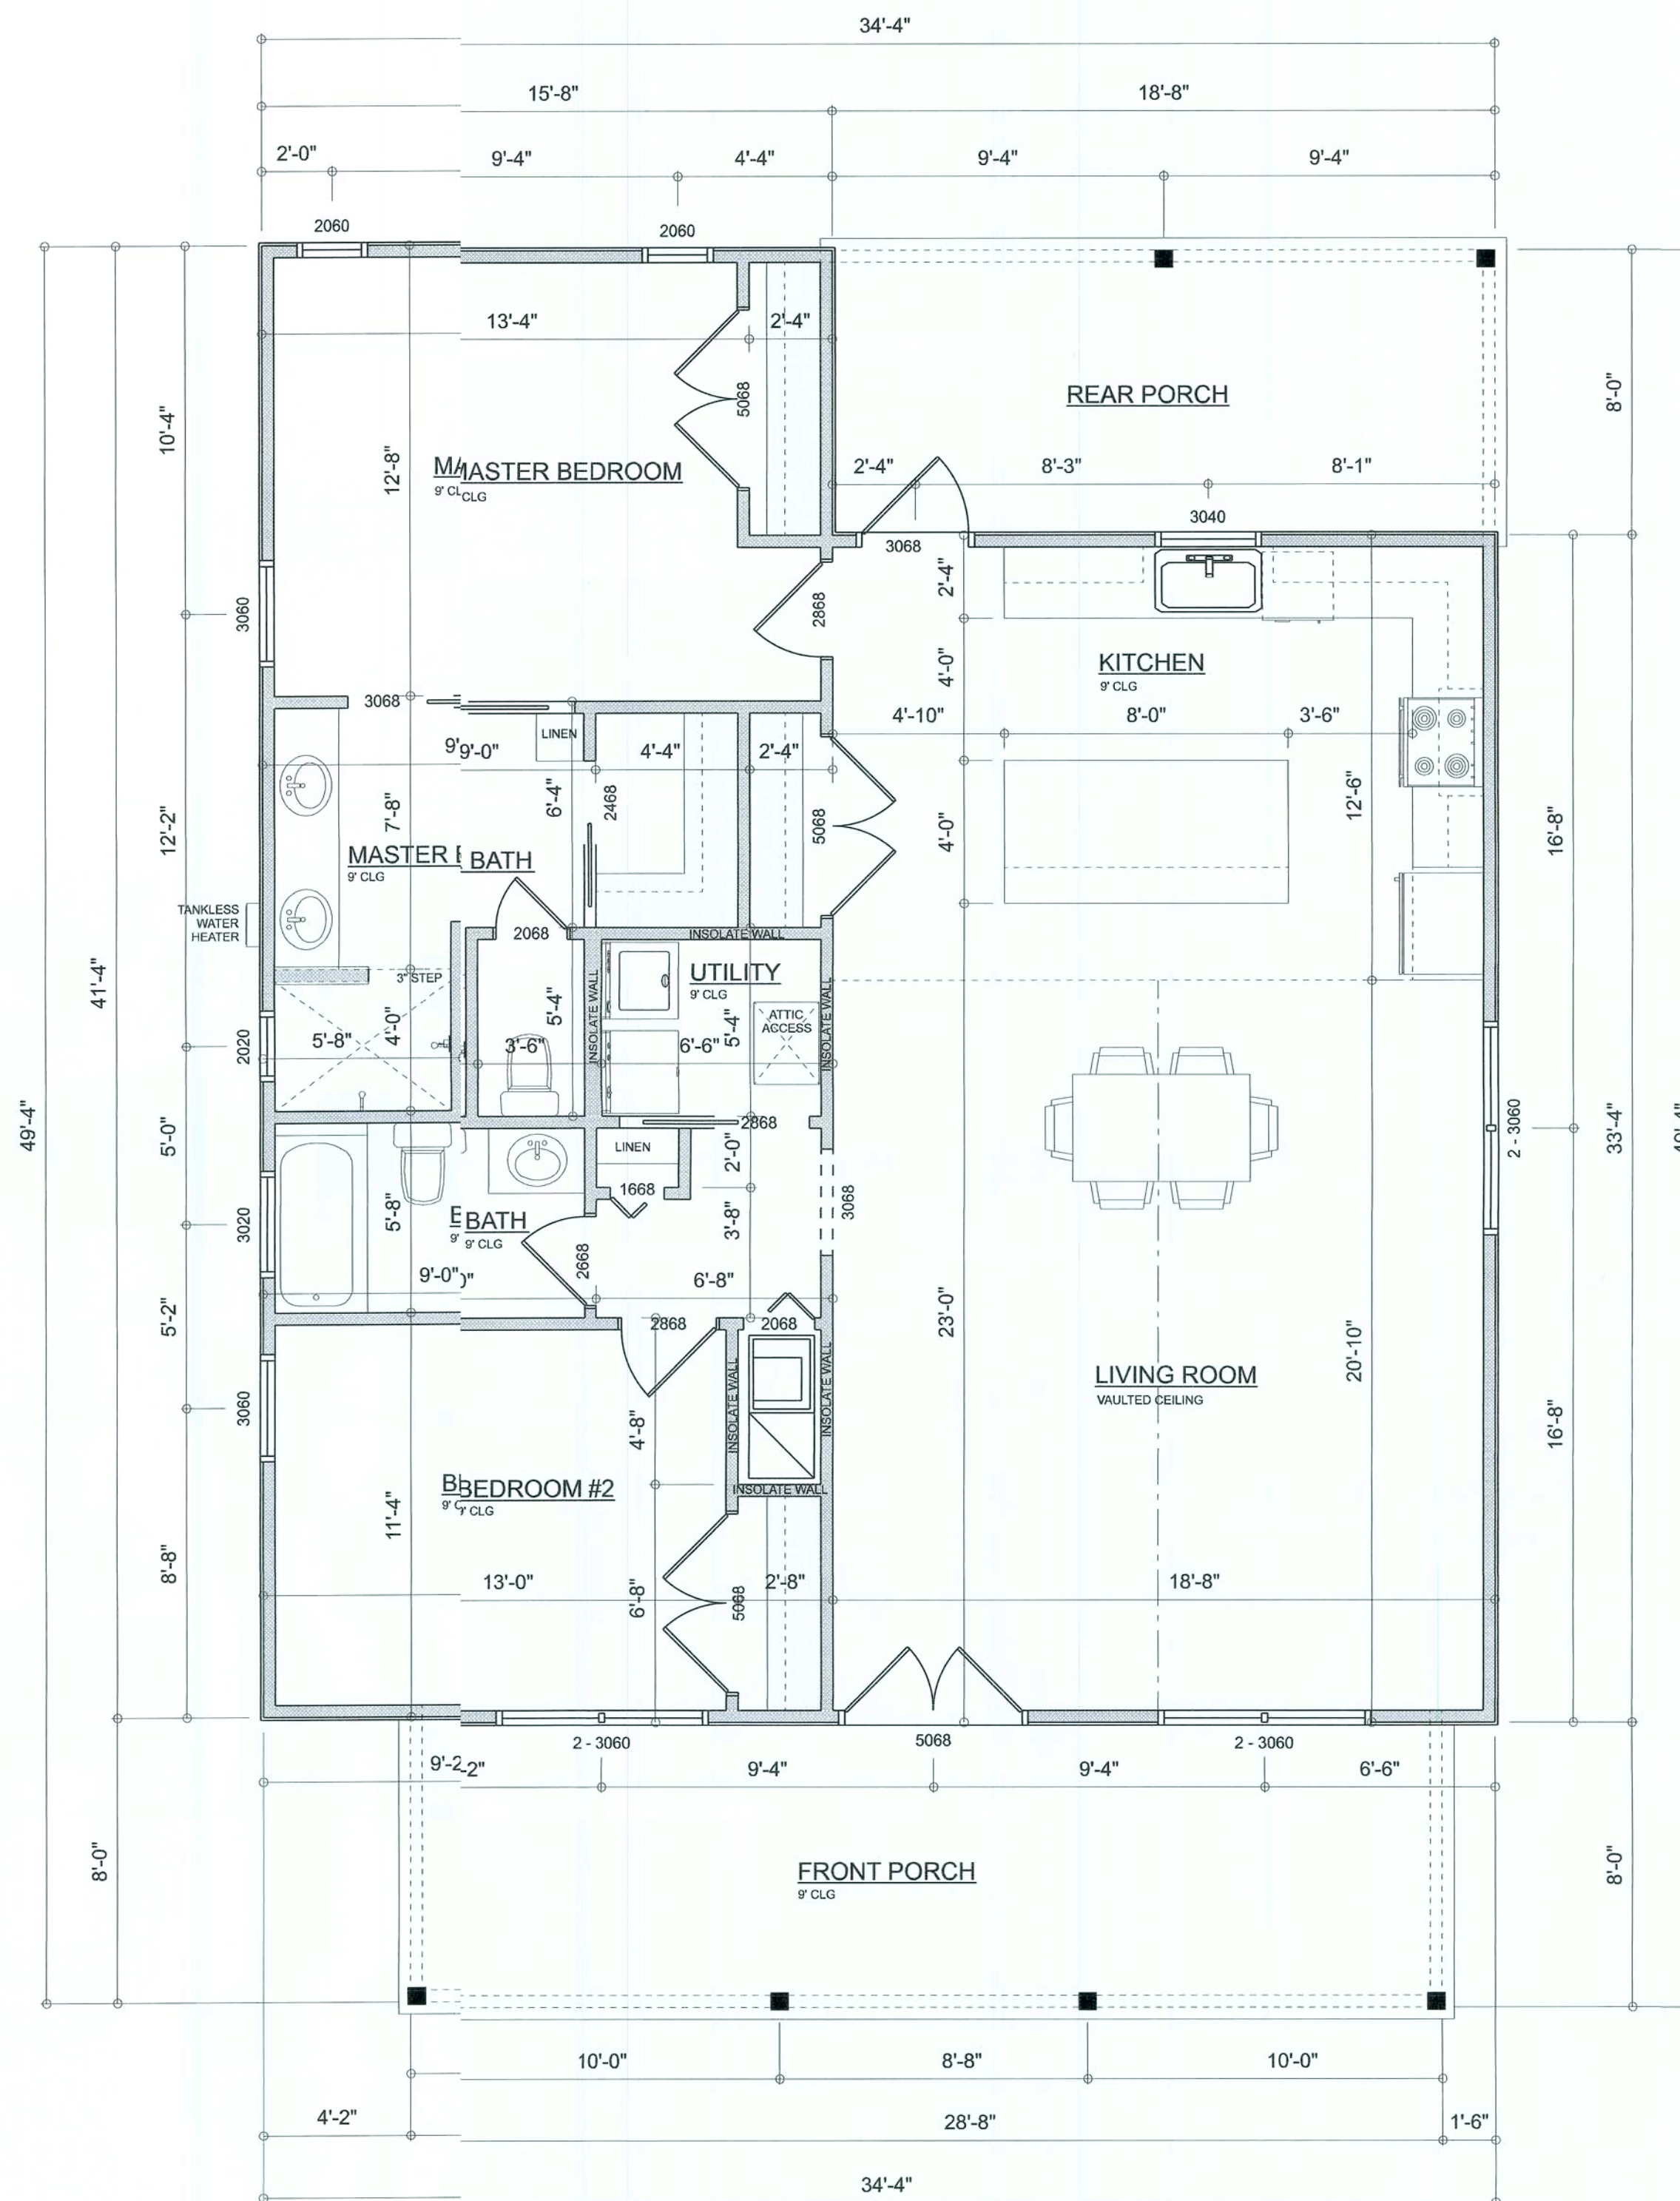 34'-4"
15'-8"
18'-8"
2'-0"
9'-4"
4'-4"
9'-4"
9'-4"
2060
2060
13'-4"
2'-4"
5068
REAR PORCH
8'-0"
10'-4"
12'-8"
MASTER BEDROOM
9' CLG
2'-4"
8'-3"
8'-1"
3040
3068
2'-4"
3060
2868
KITCHEN
9' CLG
4'-0"
3068
LINEN
4'-10"
8'-0"
3'-6"
9'-0"
4'-4"
2'-4"
6'-4"
2468
7'-8"
12'-2"
5068
4'-0"
12'-6"
16'-8"
MASTER BATH
9' CLG
TANKLESS
WATER
HEATER
2068
INSOLATE WALL
UTILITY
9' CLG
3" STEP
41'-4"
INSOLATE WALL
INSOLATE WALL
5'-4"
5'-4"
ATTIC
ACCESS
2020
5'-8"
4'-0"
3'-6"
6'-6"
49'-4"
5'-0"
2868
LINEN
2'-0"
2 - 3060
33'-4"
1668
3068
3020
5'-8"
BATH
9' CLG
3'-8"
2668
9'-0"
6'-8"
5'-2"
2868
2068
23'-0"
20'-10"
LIVING ROOM
VAULTED CEILING
INSOLATE WALL
INSOLATE WALL
3060
4'-8"
16'-8"
BEDROOM #2
9' CLG
INSOLATE WALL
11'-4"
8'-8"
13'-0"
6'-8"
5068
2'-8"
18'-8"
2 - 3060
5068
2 - 3060
9'-2"
9'-4"
9'-4"
6'-6"
8'-0"
FRONT PORCH
9' CLG
8'-0"
10'-0"
8'-8"
10'-0"
4'-2"
28'-8"
1'-6"
34'-4"